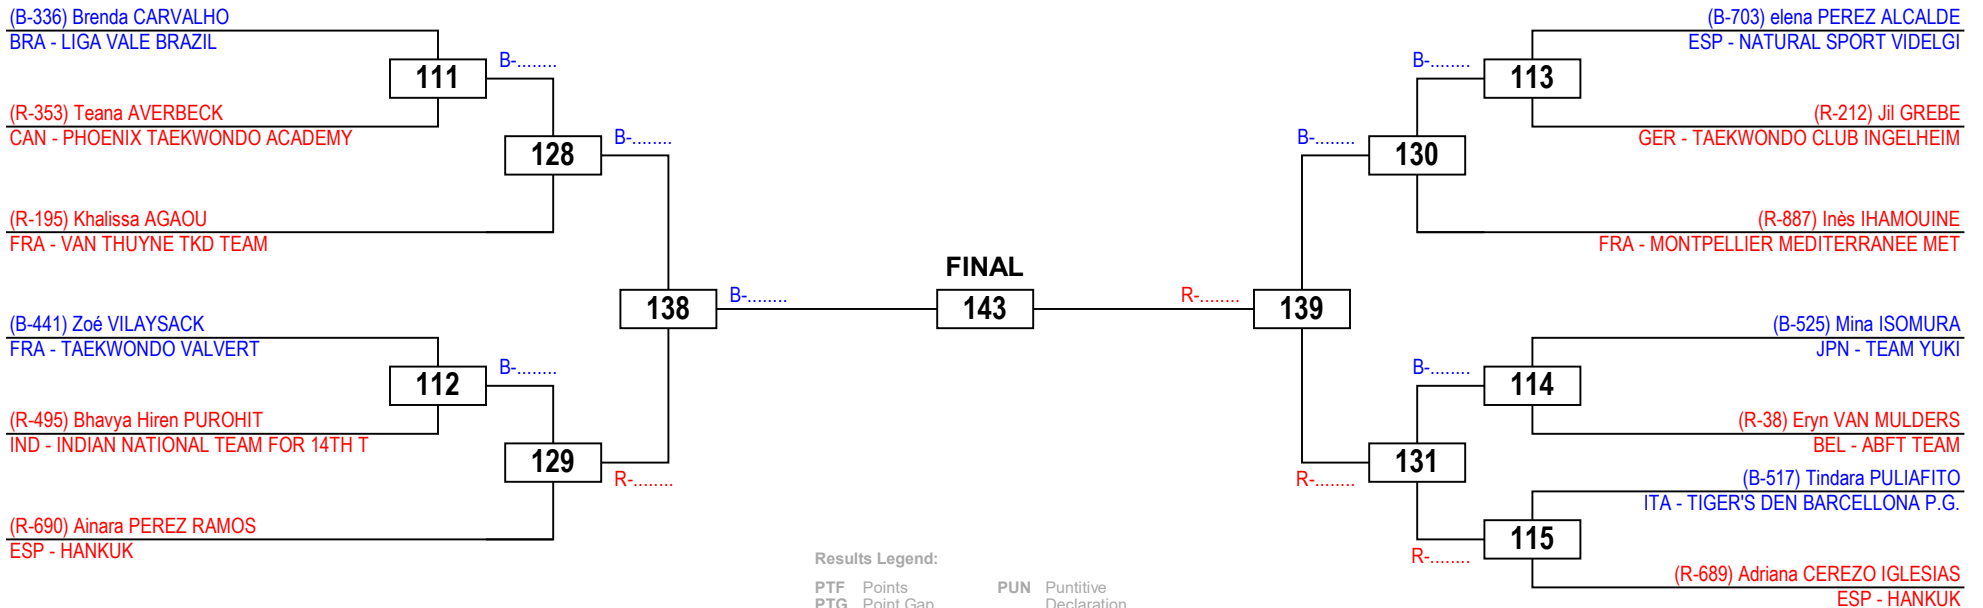 (B-336) Brenda CARVALHO
BRA - LIGA VALE BRAZIL
111
B-........
(R-353) Teana AVERBECK
CAN - PHOENIX TAEKWONDO ACADEMY
128
B-........
(R-195) Khalissa AGAOU
FRA - VAN THUYNE TKD TEAM
138
B-........
(B-441) Zoé VILAYSACK
FRA - TAEKWONDO VALVERT
112
B-........
(R-495) Bhavya Hiren PUROHIT
IND - INDIAN NATIONAL TEAM FOR 14TH T
129
R-........
(R-690) Ainara PEREZ RAMOS
ESP - HANKUK
FINAL
143
(B-703) elena PEREZ ALCALDE
ESP - NATURAL SPORT VIDELGI
B-........
113
(R-212) Jil GREBE
GER - TAEKWONDO CLUB INGELHEIM
B-........
130
(R-887) Inès IHAMOUINE
FRA - MONTPELLIER MEDITERRANEE MET
R-........
139
(B-525) Mina ISOMURA
JPN - TEAM YUKI
B-........
114
(R-38) Eryn VAN MULDERS
BEL - ABFT TEAM
R-........
131
(B-517) Tindara PULIAFITO
ITA - TIGER'S DEN BARCELLONA P.G.
R-........
115
(R-689) Adriana CEREZO IGLESIAS
ESP - HANKUK
Results Legend:
PTF Points
PTG Point Gap
PUN Puntitive
Declaration